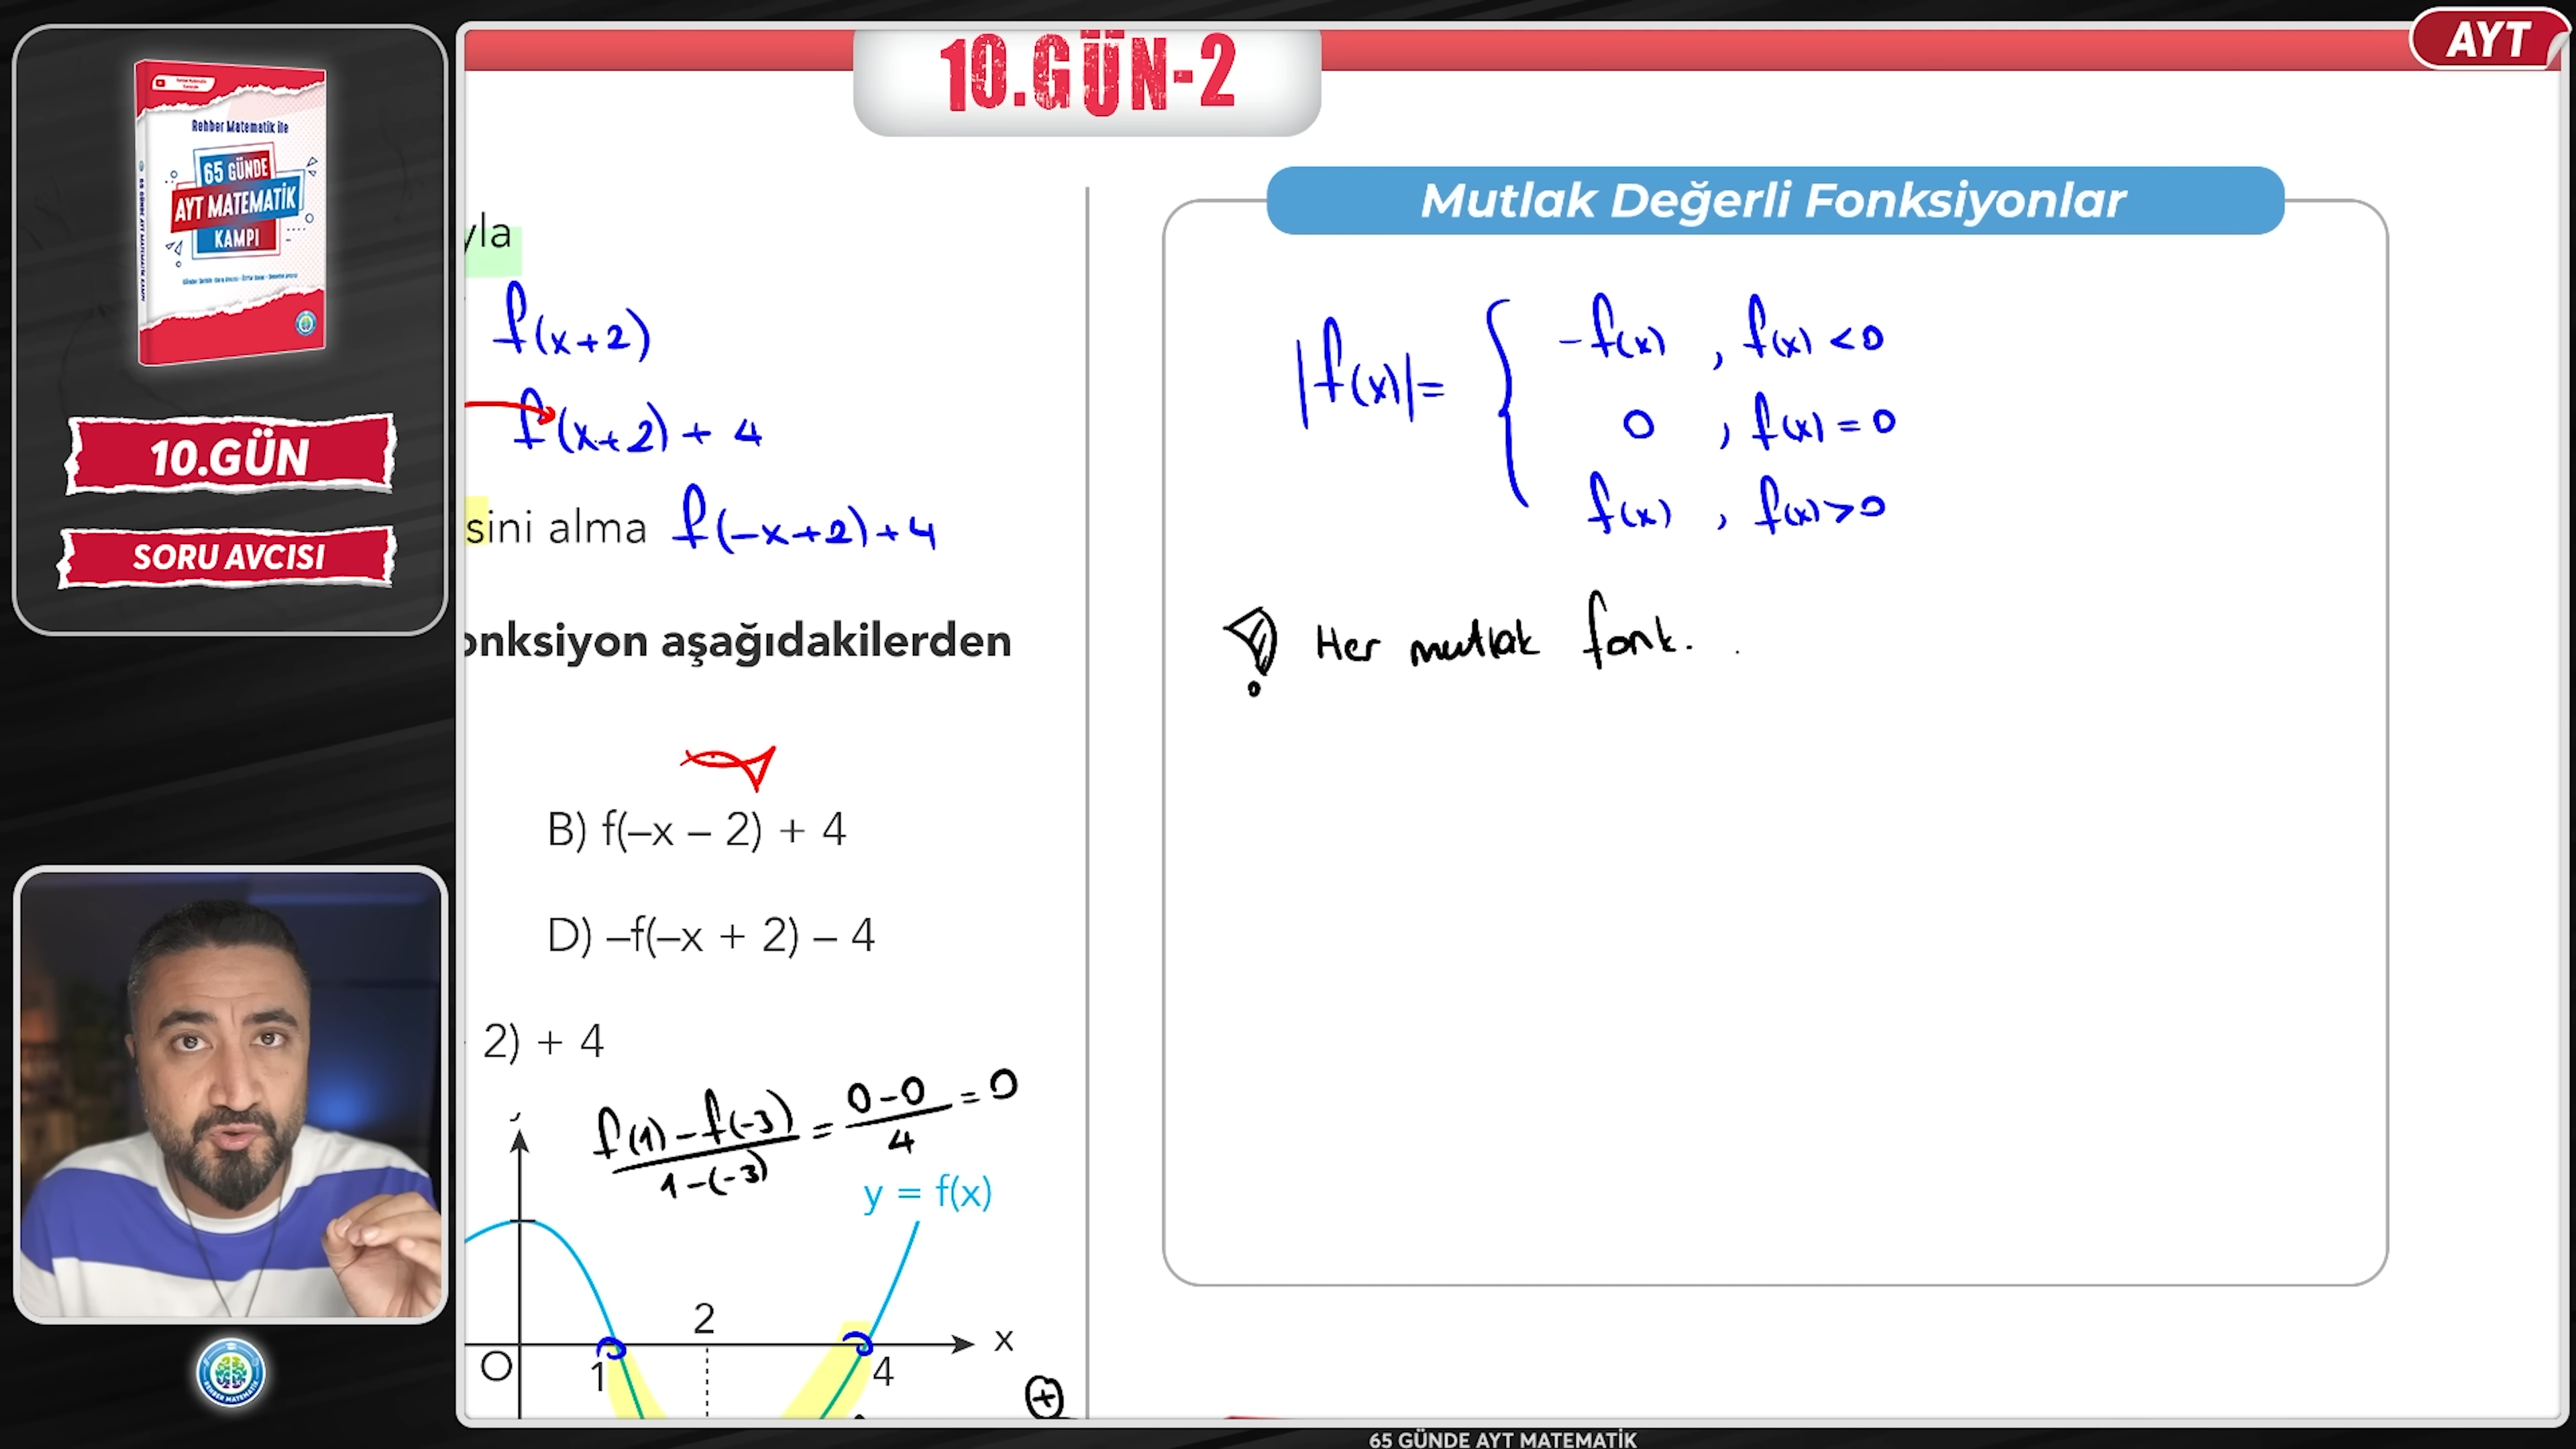 AYT
10.GÜN-2
Rehber Matematik ile
65 GÜNDE
AYT MATEMATİK
KAMPI
10.GÜN
SORU AVCISI
yla
f(x+2)
f(x+2) + 4
sini alma f(-x+2)+4
onksiyon aşağıdakilerden
B) f(–x – 2) + 4
D) –f(–x + 2) – 4
2) + 4
f(1)-f(-3) / 1-(-3) = 0-0 / 4 = 0
y = f(x)
2
x
O
1
4
+
Mutlak Değerli Fonksiyonlar
|f(x)|=
-f(x) , f(x) <0
0 , f(x) = 0
f(x) , f(x)>0
Her mutlak fonk.
REHBER MATEMATİK
65 GÜNDE AYT MATEMATİK